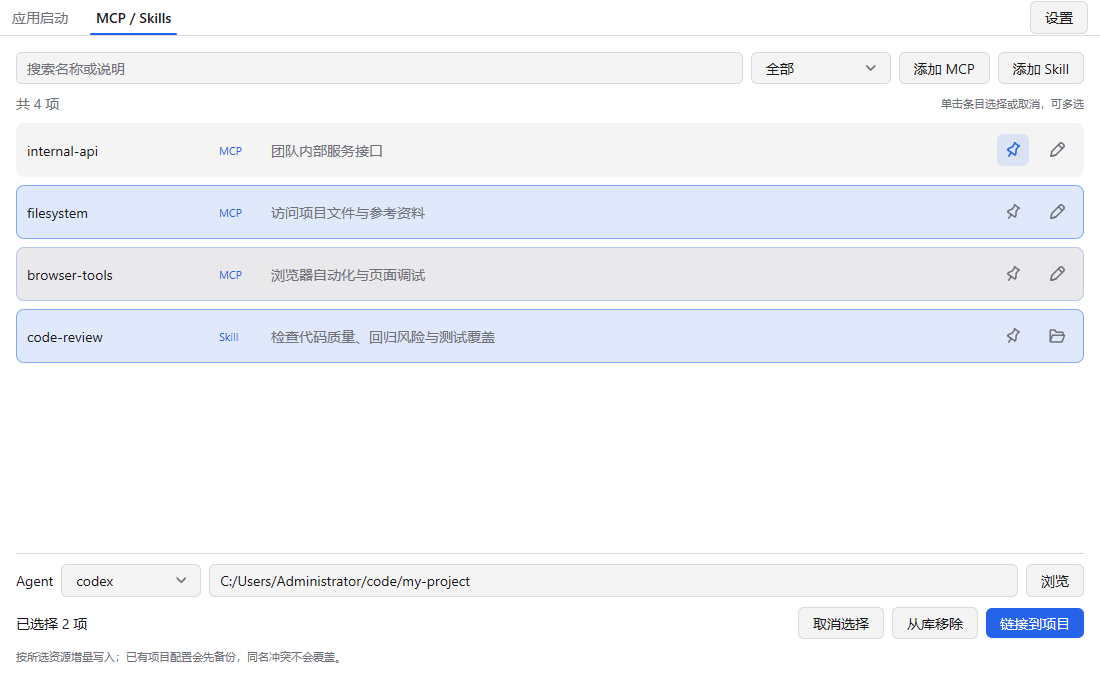 应用启动 MCP / Skills 设置
搜索名称或说明 全部 添加 MCP 添加 Skill
共 4 项 单击条目选择或取消，可多选
internal-api MCP 团队内部服务接口
filesystem MCP 访问项目文件与参考资料
browser-tools MCP 浏览器自动化与页面调试
code-review Skill 检查代码质量、回归风险与测试覆盖
Agent codex C:/Users/Administrator/code/my-project 浏览
已选择 2 项 取消选择 从库移除 链接到项目
按所选资源增量写入；已有项目配置会先备份，同名冲突不会覆盖。